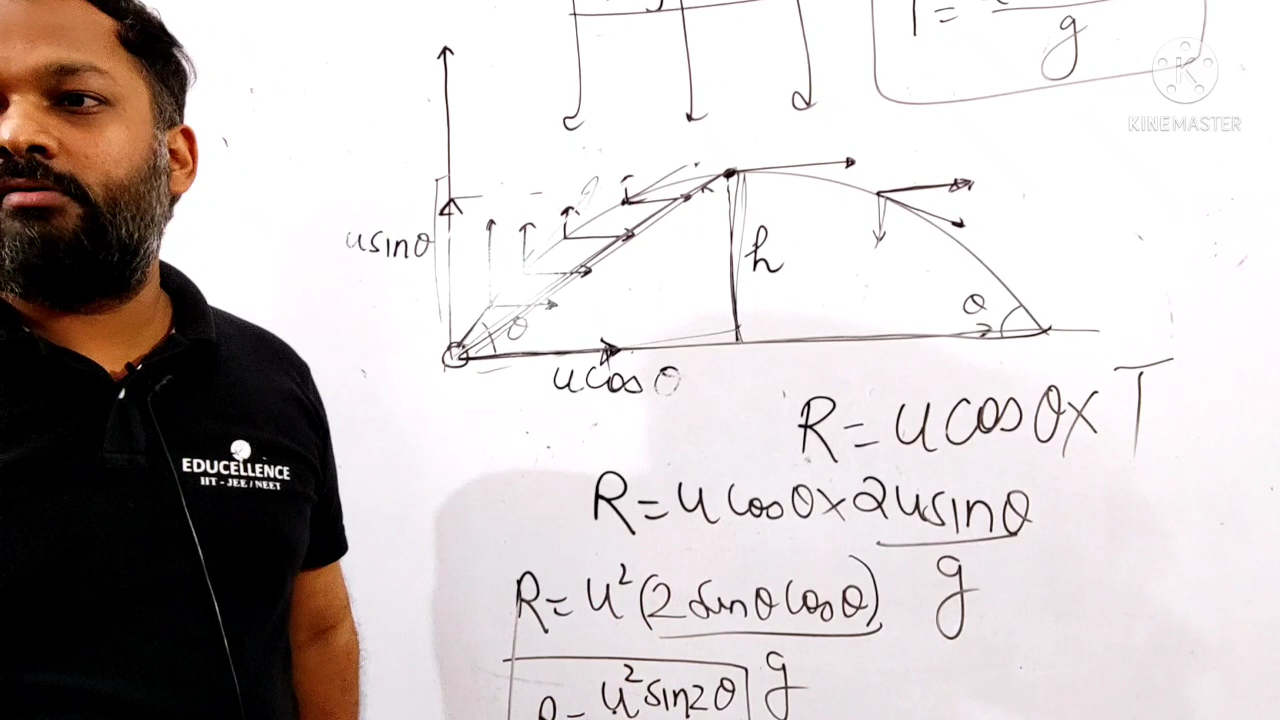 T =
g
KINEMASTER
usinθ
h
θ
θ
ucosθ
R = ucosθ × T
R = ucosθ × 2usinθ
g
R = u²(2sinθcosθ)
g
R = u²sin2θ
EDUCELLENCE
IIT - JEE / NEET